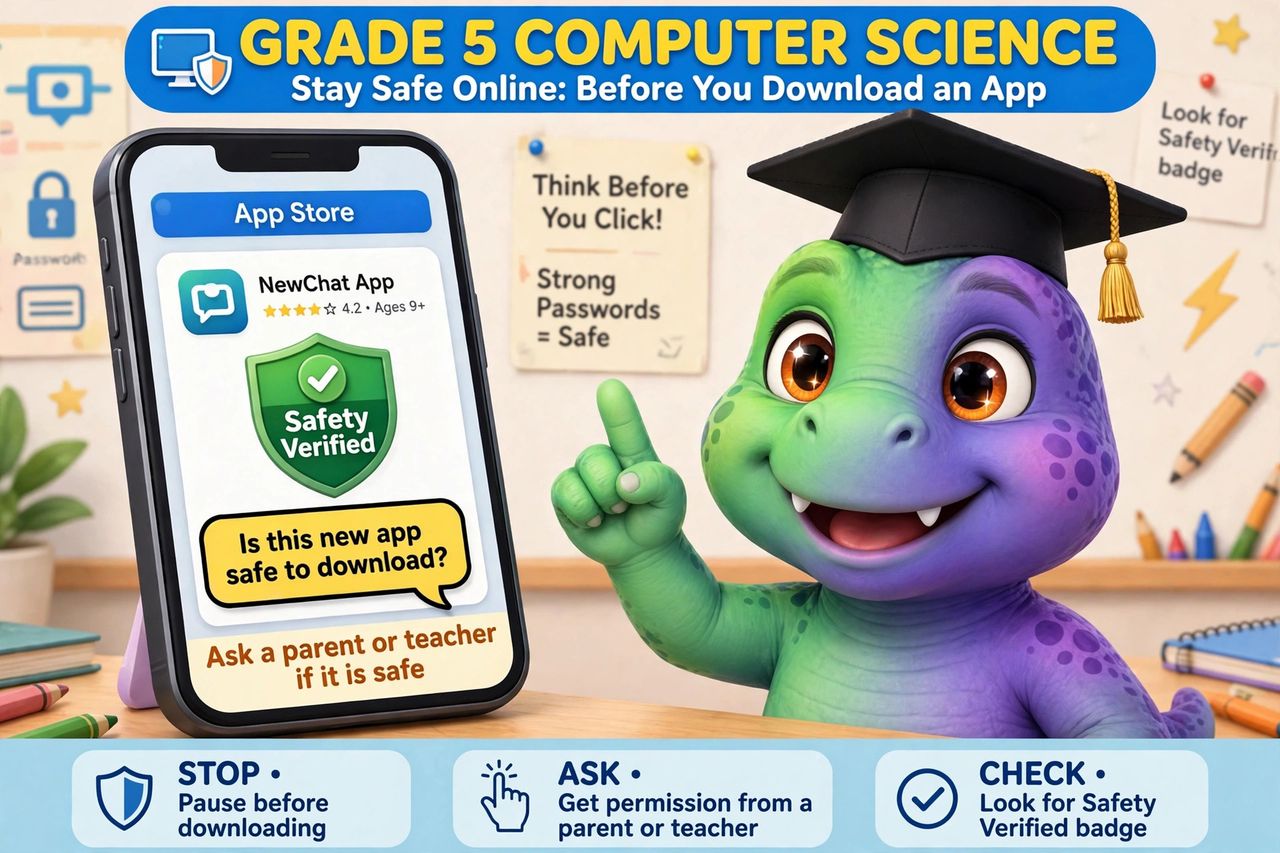 GRADE 5 COMPUTER SCIENCE
Stay Safe Online: Before You Download an App
Password
App Store
NewChat App
4.2 • Ages 9+
Safety
Verified
Is this new app
safe to download?
Ask a parent or teacher
if it is safe
Think Before
You Click!
Strong
Passwords
= Safe
Look for
Safety Verif
badge
STOP •
Pause before
downloading
ASK •
Get permission from a
parent or teacher
CHECK •
Look for Safety
Verified badge